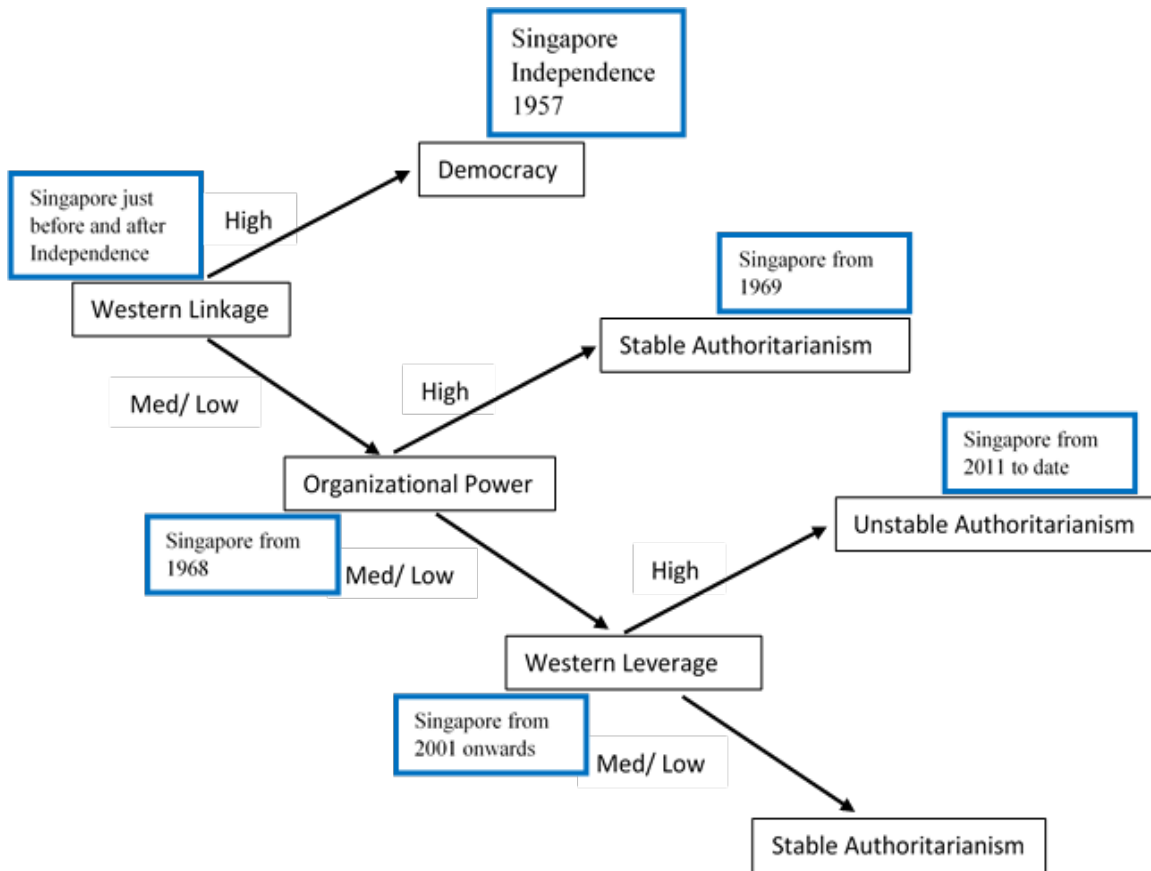 Singapore
Independence
1957
Democracy
Singapore just
before and after
Independence
High
Western Linkage
Singapore from
1969
Stable Authoritarianism
Med/ Low
High
Organizational Power
Singapore from
2011 to date
Unstable Authoritarianism
Singapore from
1968
Med/ Low
High
Western Leverage
Singapore from
2001 onwards
Med/ Low
Stable Authoritarianism